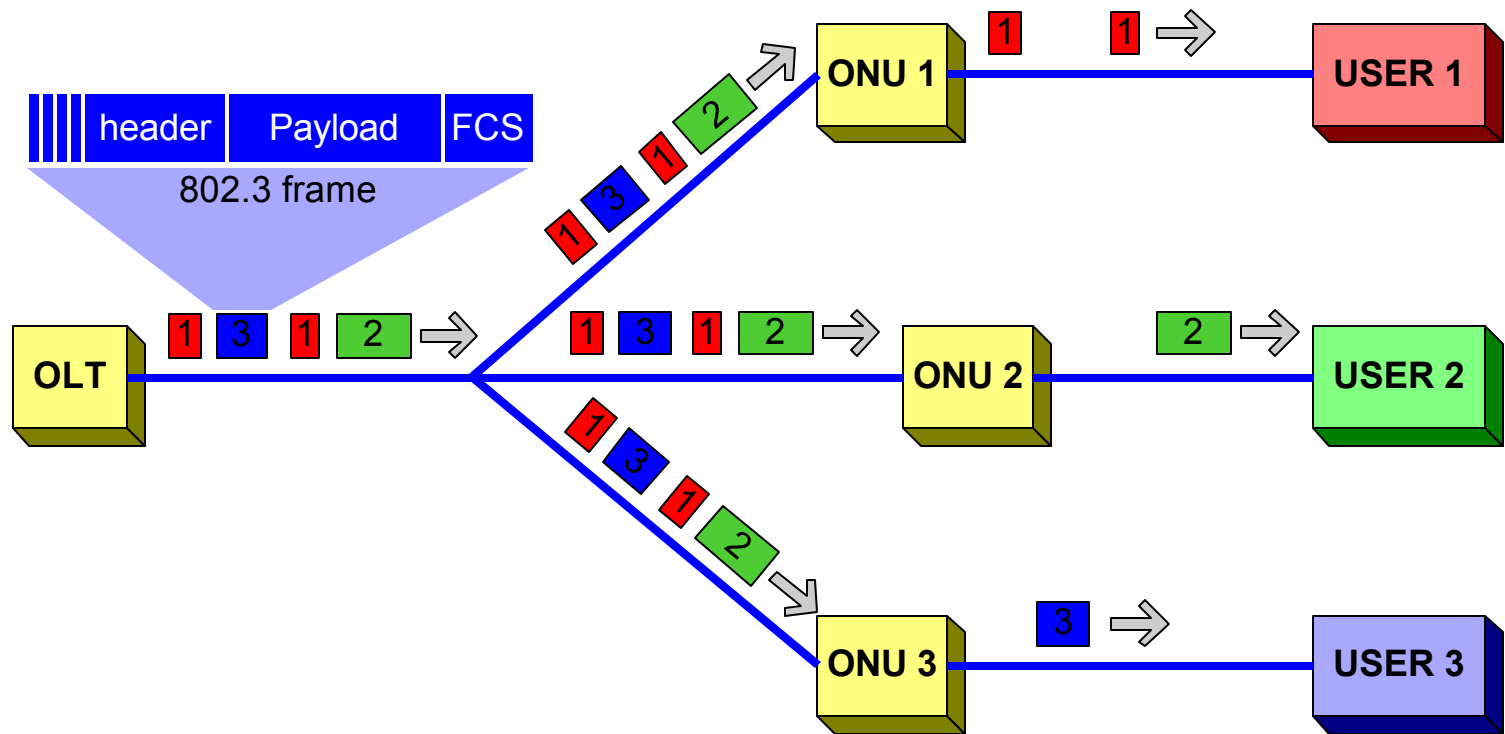 1 1
ONU 1 USER 1
2
header Payload FCS
1
3
802.3 frame
1
1 3 1 2
1 3 1 2
2
OLT
ONU 2 USER 2
1
3
1
2
3
ONU 3 USER 3